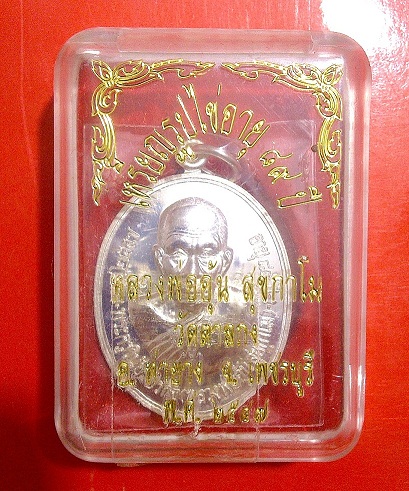 เหรียญรูปไข่อายุ ๘๘ ปี
หลวงพ่ออุ้น สุขกาโม
วัดตาลกง
อ. ท่ายาง จ. เพชรบุรี
พ.ศ. ๒๕๔๗